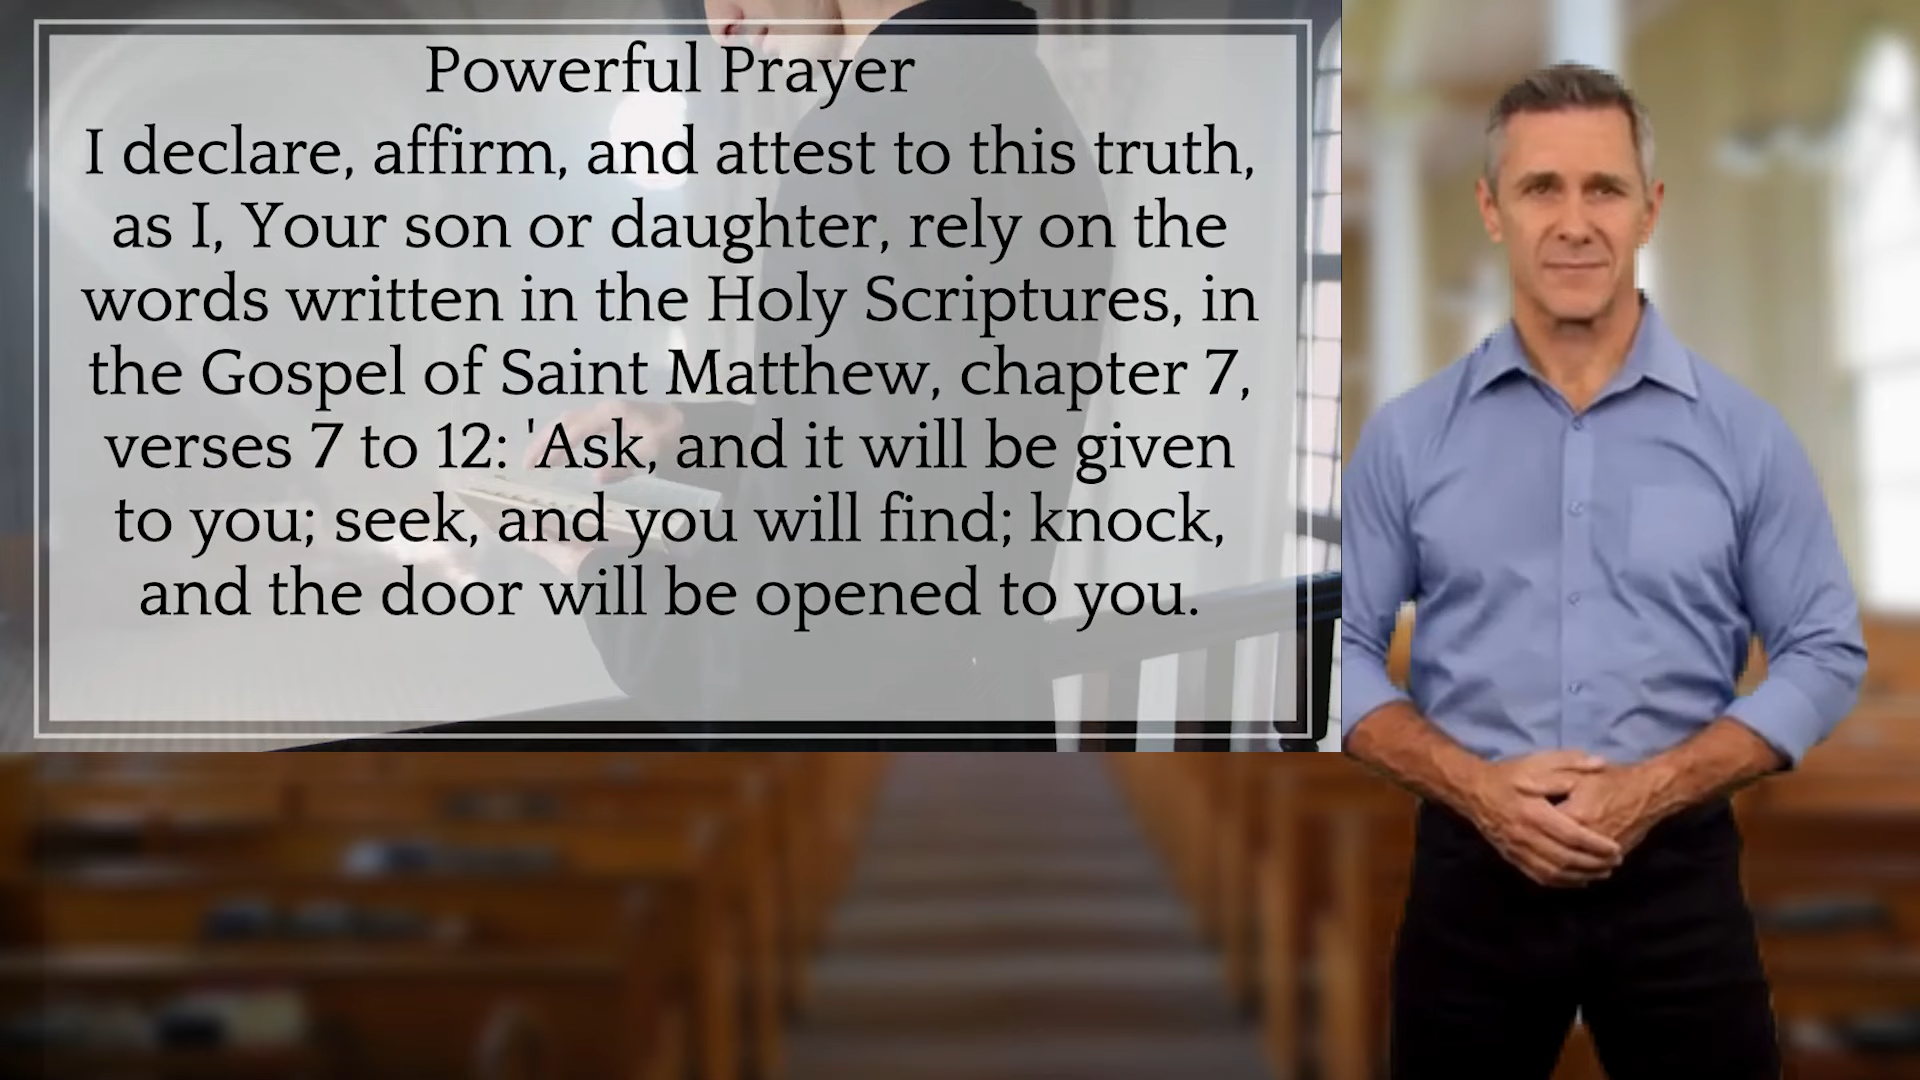 Powerful Prayer
I declare, affirm, and attest to this truth,
as I, Your son or daughter, rely on the
words written in the Holy Scriptures, in
the Gospel of Saint Matthew, chapter 7,
verses 7 to 12: 'Ask, and it will be given
to you; seek, and you will find; knock,
and the door will be opened to you.